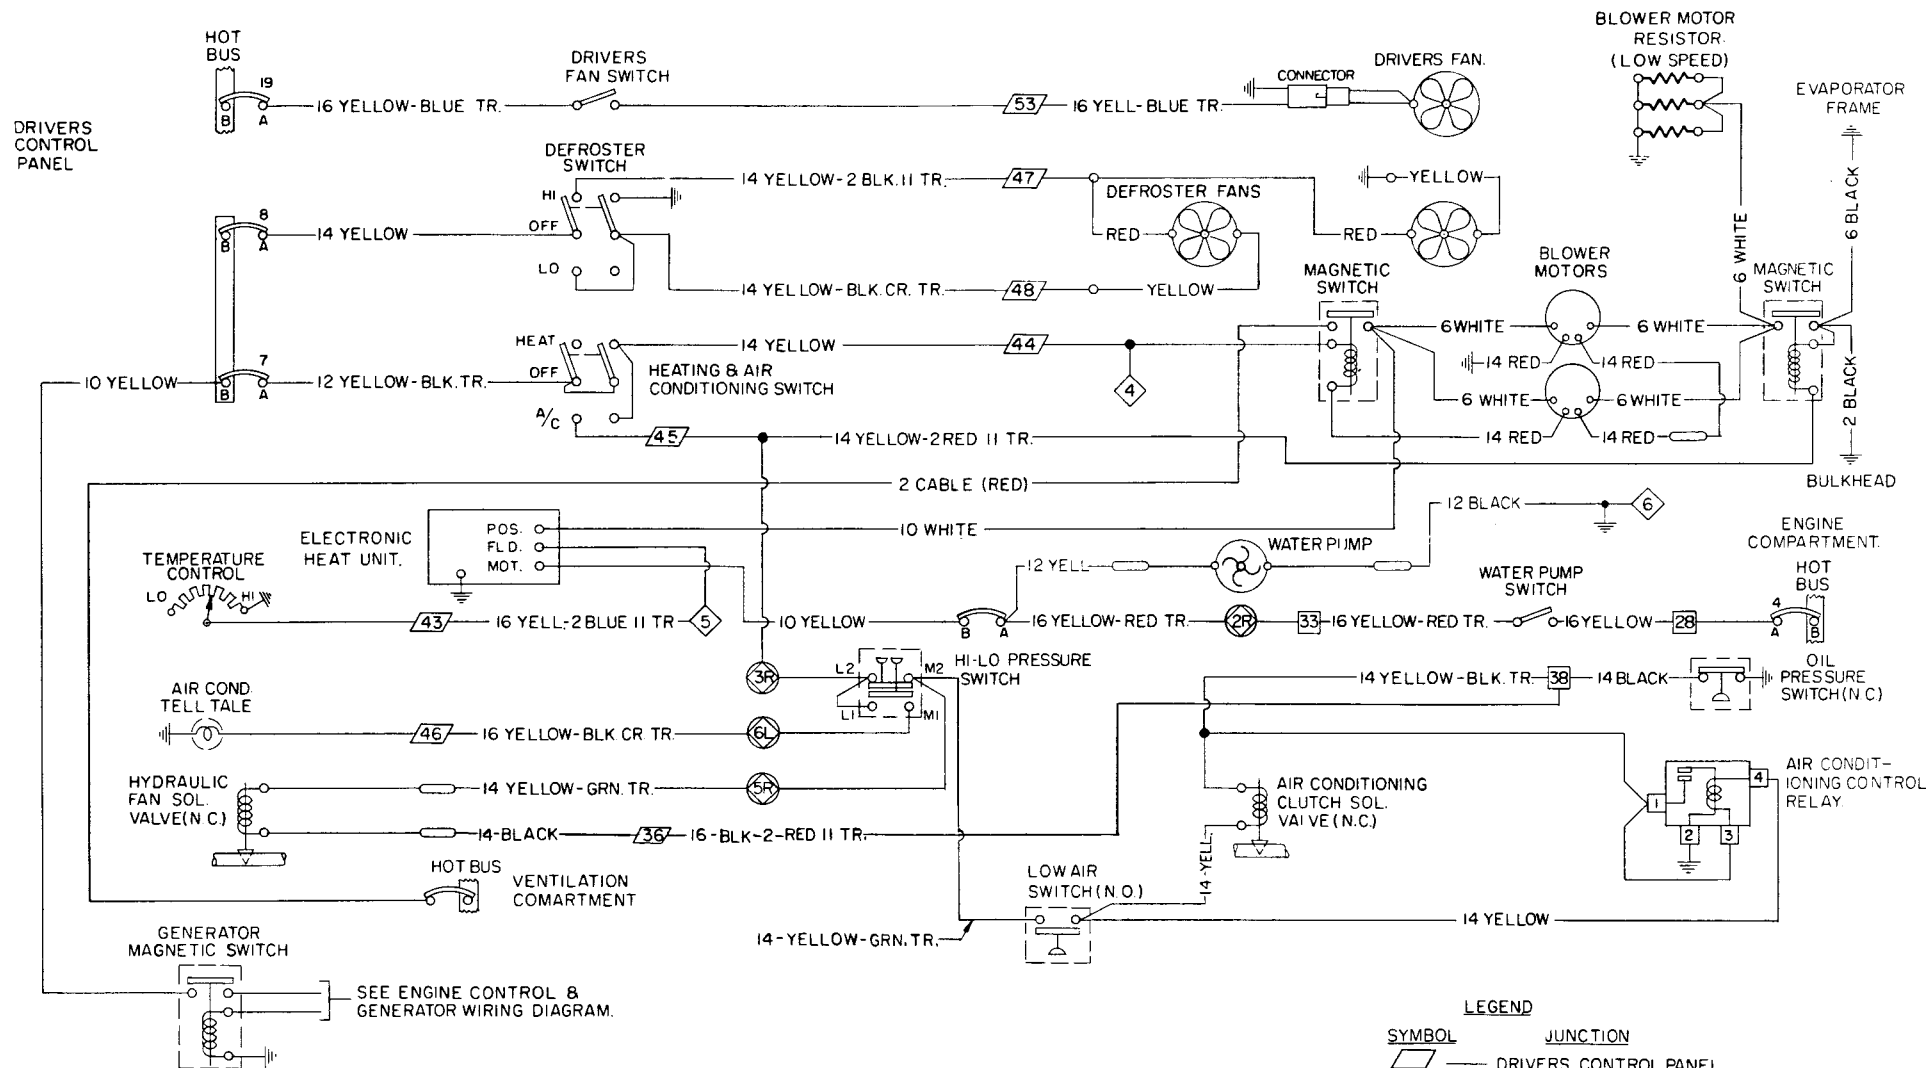 HOT
BUS
19
B
A
16 YELLOW-BLUE TR.
DRIVERS
FAN SWITCH
53
16 YELL-BLUE TR.
CONNECTOR
DRIVERS FAN.
BLOWER MOTOR
RESISTOR.
(LOW SPEED)
EVAPORATOR
FRAME
DRIVERS
CONTROL
PANEL
DEFROSTER
SWITCH
HI
OFF
LO
14 YELLOW-2 BLK. 11 TR.
47
DEFROSTER FANS
YELLOW
RED
RED
8
B
A
14 YELLOW
14 YELLOW-BLK. CR. TR.
48
YELLOW
MAGNETIC
SWITCH
BLOWER
MOTORS
6 WHITE
6 BLACK
MAGNETIC
SWITCH
HEAT
OFF
A/C
14 YELLOW
44
4
HEATING & AIR
CONDITIONING SWITCH
6 WHITE
6 WHITE
14 RED
14 RED
6 WHITE
6 WHITE
14 RED
14 RED
2 BLACK
BULKHEAD
10 YELLOW
7
B
A
12 YELLOW-BLK. TR.
45
14 YELLOW-2 RED 11 TR.
2 CABLE (RED)
ELECTRONIC
HEAT UNIT.
POS.
FLD.
MOT.
10 WHITE
12 BLACK
6
ENGINE
COMPARTMENT.
TEMPERATURE
CONTROL
LO
HI
43
16 YELL-2 BLUE 11 TR
5
10 YELLOW
12 YELL
WATER PUMP
B
A
16 YELLOW-RED TR.
2R
33
16 YELLOW-RED TR.
WATER PUMP
SWITCH
16 YELLOW
28
4
A
B
HOT
BUS
3R
L2
M2
L1
M1
HI-LO PRESSURE
SWITCH
14 YELLOW-BLK. TR.
38
14 BLACK
OIL
PRESSURE
SWITCH (N.C.)
AIR COND.
TELL TALE
46
16 YELLOW-BLK CR. TR.
6L
HYDRAULIC
FAN SOL.
VALVE (N.C.)
14 YELLOW-GRN. TR.
5R
14-BLACK
36
16-BLK-2-RED 11 TR.
AIR CONDITIONING
CLUTCH SOL.
VAIVE (N.C.)
14-YELL
1
2
3
4
AIR CONDIT-
IONING CONTROL
RELAY.
HOT BUS
VENTILATION
COMARTMENT
LOW AIR
SWITCH (N.O.)
14-YELLOW-GRN. TR.
14 YELLOW
GENERATOR
MAGNETIC SWITCH
SEE ENGINE CONTROL &
GENERATOR WIRING DIAGRAM.
LEGEND
SYMBOL JUNCTION
DRIVERS CONTROL PANEL